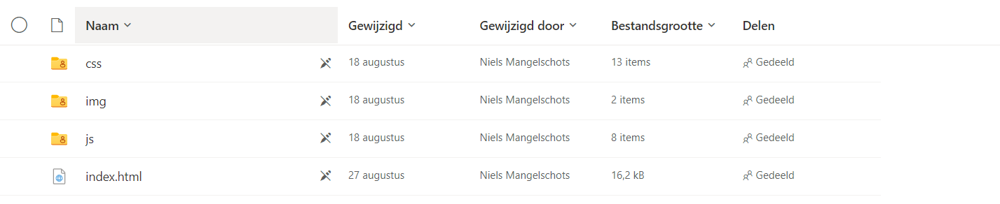 Naam Gewijzigd Gewijzigd door Bestandsgrootte Delen
css 18 augustus Niels Mangelschots 13 items Gedeeld
img 18 augustus Niels Mangelschots 2 items Gedeeld
js 18 augustus Niels Mangelschots 8 items Gedeeld
index.html 27 augustus Niels Mangelschots 16,2 kB Gedeeld